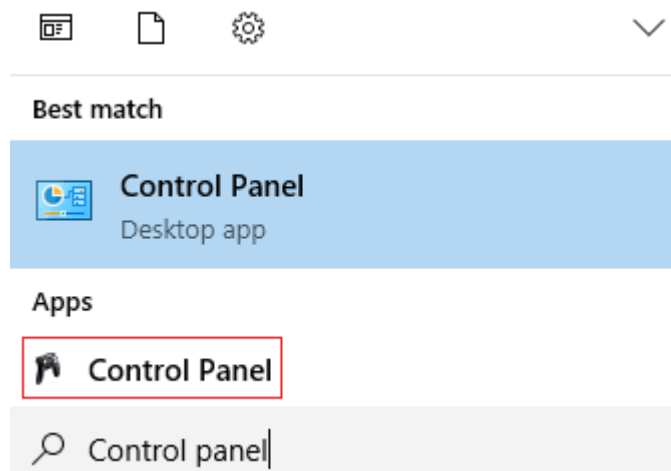 Best match
Control Panel
Desktop app
Apps
Control Panel
Control panel